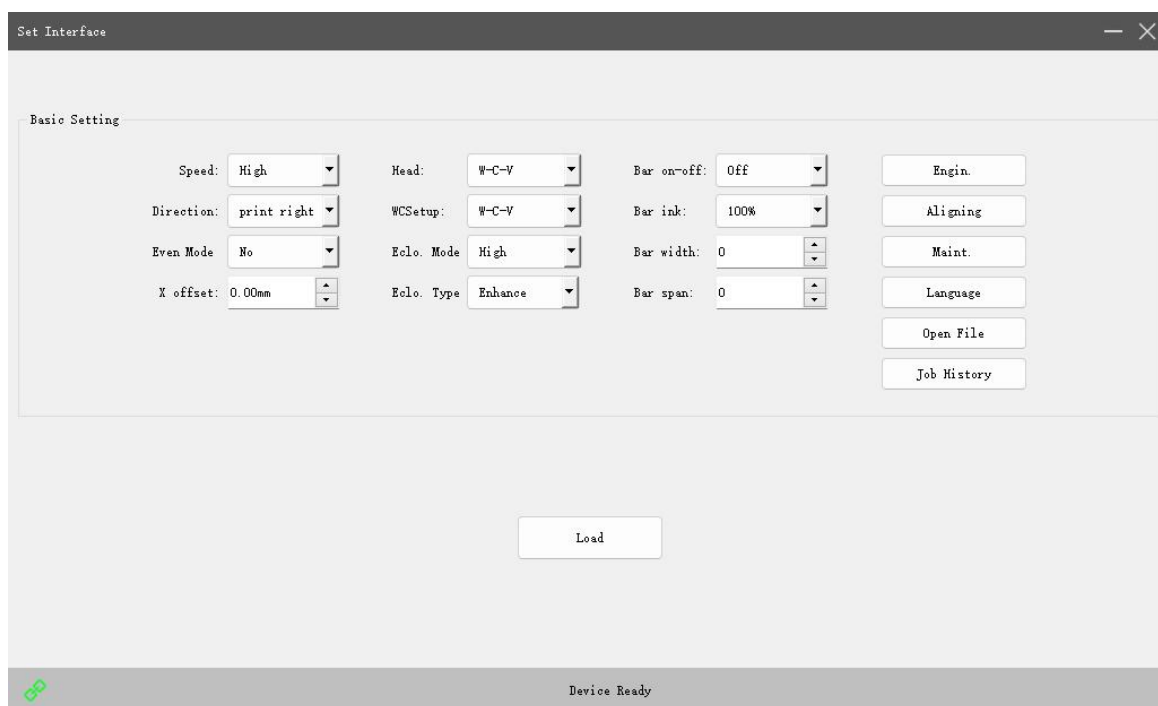 Set Interface
Basic Setting
Speed: High Head: W-C-V Bar on-off: Off Engin.
Direction: print right WCSetup: W-C-V Bar ink: 100% Aligning
Even Mode No Eclo. Mode High Bar width: 0 Maint.
X offset: 0.00mm Eclo. Type Enhance Bar span: 0 Language
Open File
Job History
Load
Device Ready